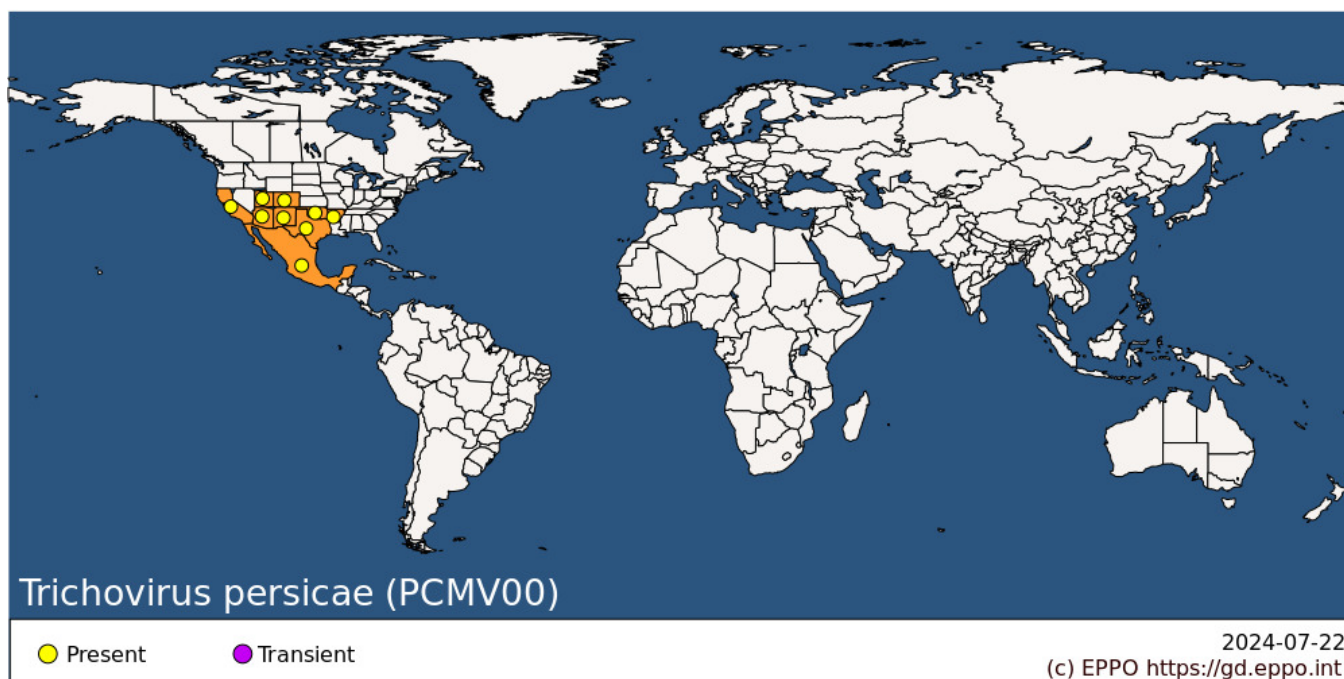 Trichovirus persicae (PCMV00)
Present
Transient
2024-07-22
(c) EPPO https://gd.eppo.int